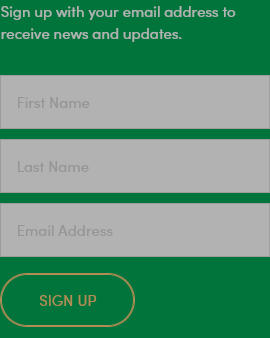 Sign up with your email address to
receive news and updates.
First Name
Last Name
Email Address
SIGN UP